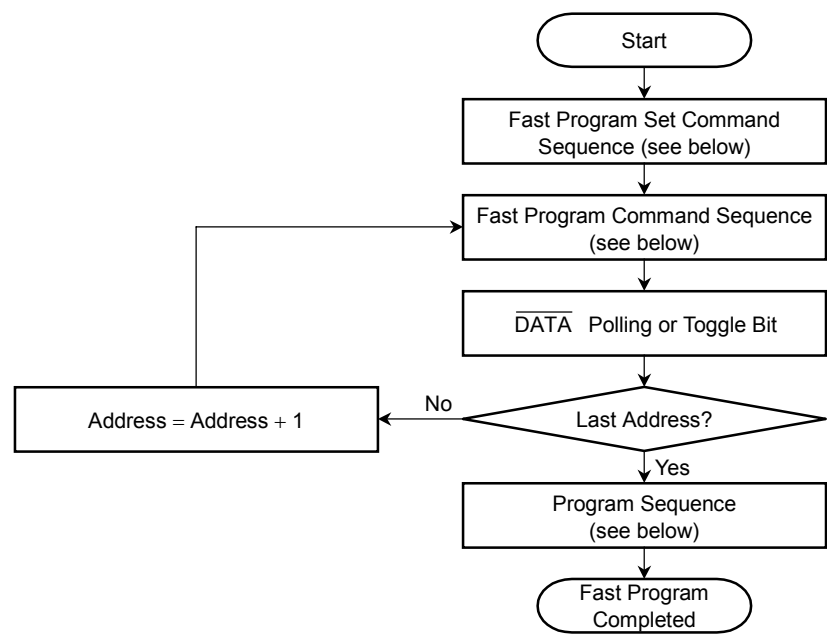 Start
Fast Program Set Command
Sequence (see below)
Fast Program Command Sequence
(see below)
DATA Polling or Toggle Bit
Last Address?
No
Address = Address + 1
Yes
Program Sequence
(see below)
Fast Program
Completed